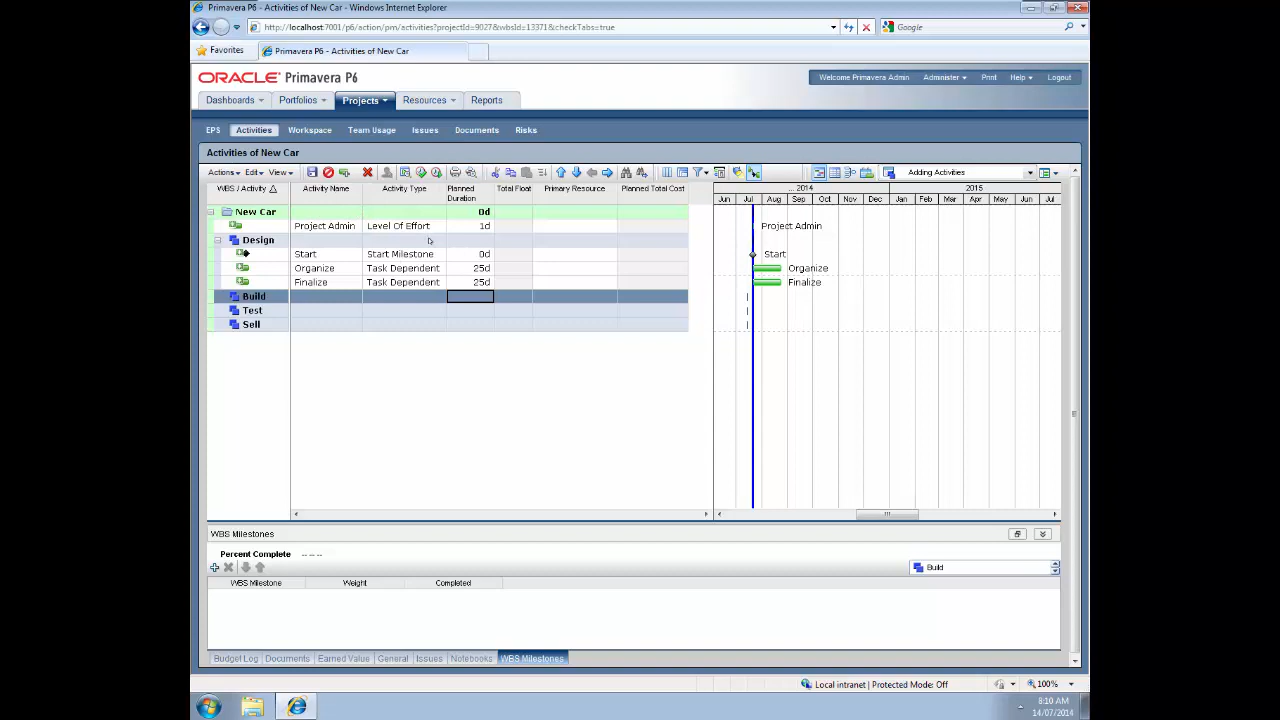 Primavera P6 - Activities of New Car - Windows Internet Explorer
http://localhost:7001/p6/action/pm/activities?projectId=9027&wbsId=13371&checkTabs=true
Google
Favorites
Primavera P6 - Activities of New Car
ORACLE Primavera P6
Welcome Primavera Admin Administer Print Help Logout
Dashboards Portfolios Projects Resources Reports
EPS Activities Workspace Team Usage Issues Documents Risks
Activities of New Car
Actions Edit View Adding Activities
WBS / Activity Activity Name Activity Type Planned Duration Total Float Primary Resource Planned Total Cost
... 2014 2015
Jun Jul Aug Sep Oct Nov Dec Jan Feb Mar Apr May Jun Jul
New Car 0d
Project Admin Level Of Effort 1d Project Admin
Design
Start Start Milestone 0d Start
Organize Task Dependent 25d Organize
Finalize Task Dependent 25d Finalize
Build
Test
Sell
WBS Milestones
Percent Complete -- -- --
Build
WBS Milestone Weight Completed
Budget Log Documents Earned Value General Issues Notebooks WBS Milestones
Local intranet | Protected Mode: Off 100%
8:10 AM
14/07/2014